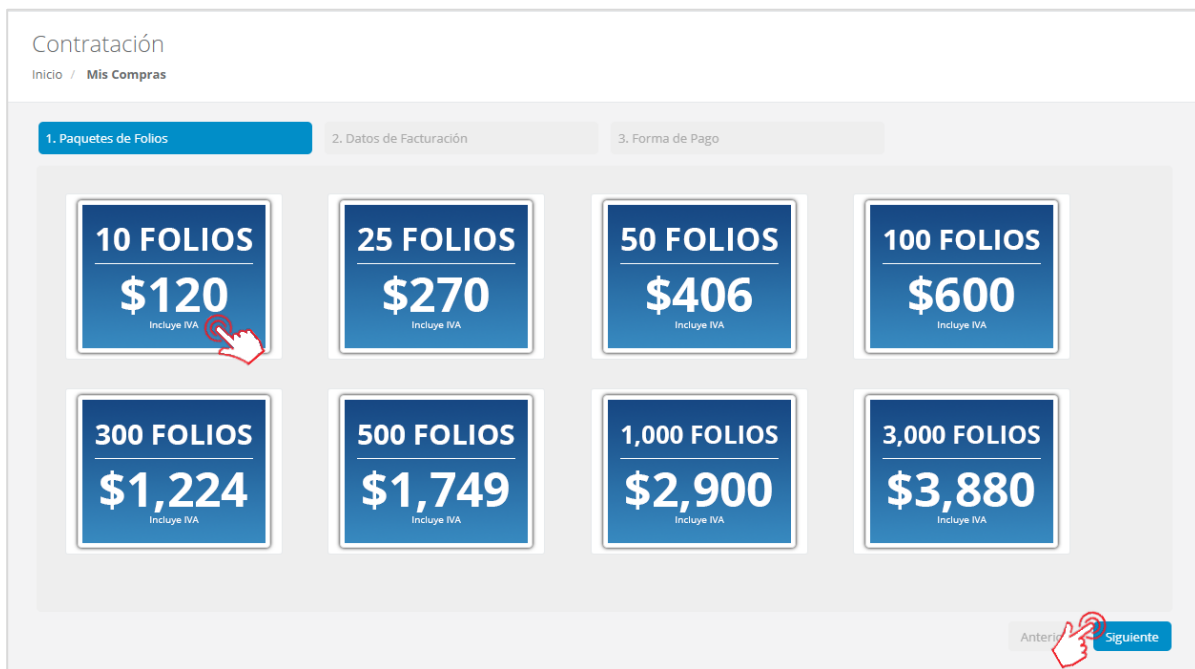 Contratación
Inicio / Mis Compras
1. Paquetes de Folios
2. Datos de Facturación
3. Forma de Pago
10 FOLIOS
$120
Incluye IVA
25 FOLIOS
$270
Incluye IVA
50 FOLIOS
$406
Incluye IVA
100 FOLIOS
$600
Incluye IVA
300 FOLIOS
$1,224
Incluye IVA
500 FOLIOS
$1,749
Incluye IVA
1,000 FOLIOS
$2,900
Incluye IVA
3,000 FOLIOS
$3,880
Incluye IVA
Siguiente